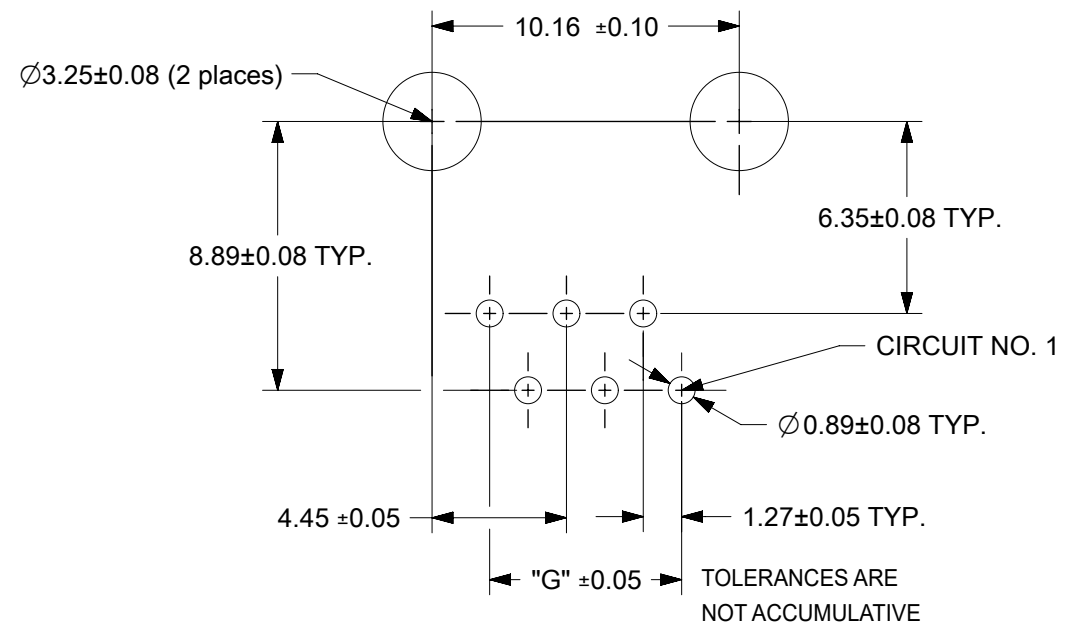 10.16 ±0.10
∅3.25±0.08 (2 places)
6.35±0.08 TYP.
8.89±0.08 TYP.
CIRCUIT NO. 1
∅0.89±0.08 TYP.
4.45 ±0.05
1.27±0.05 TYP.
"G" ±0.05
TOLERANCES ARE
NOT ACCUMULATIVE